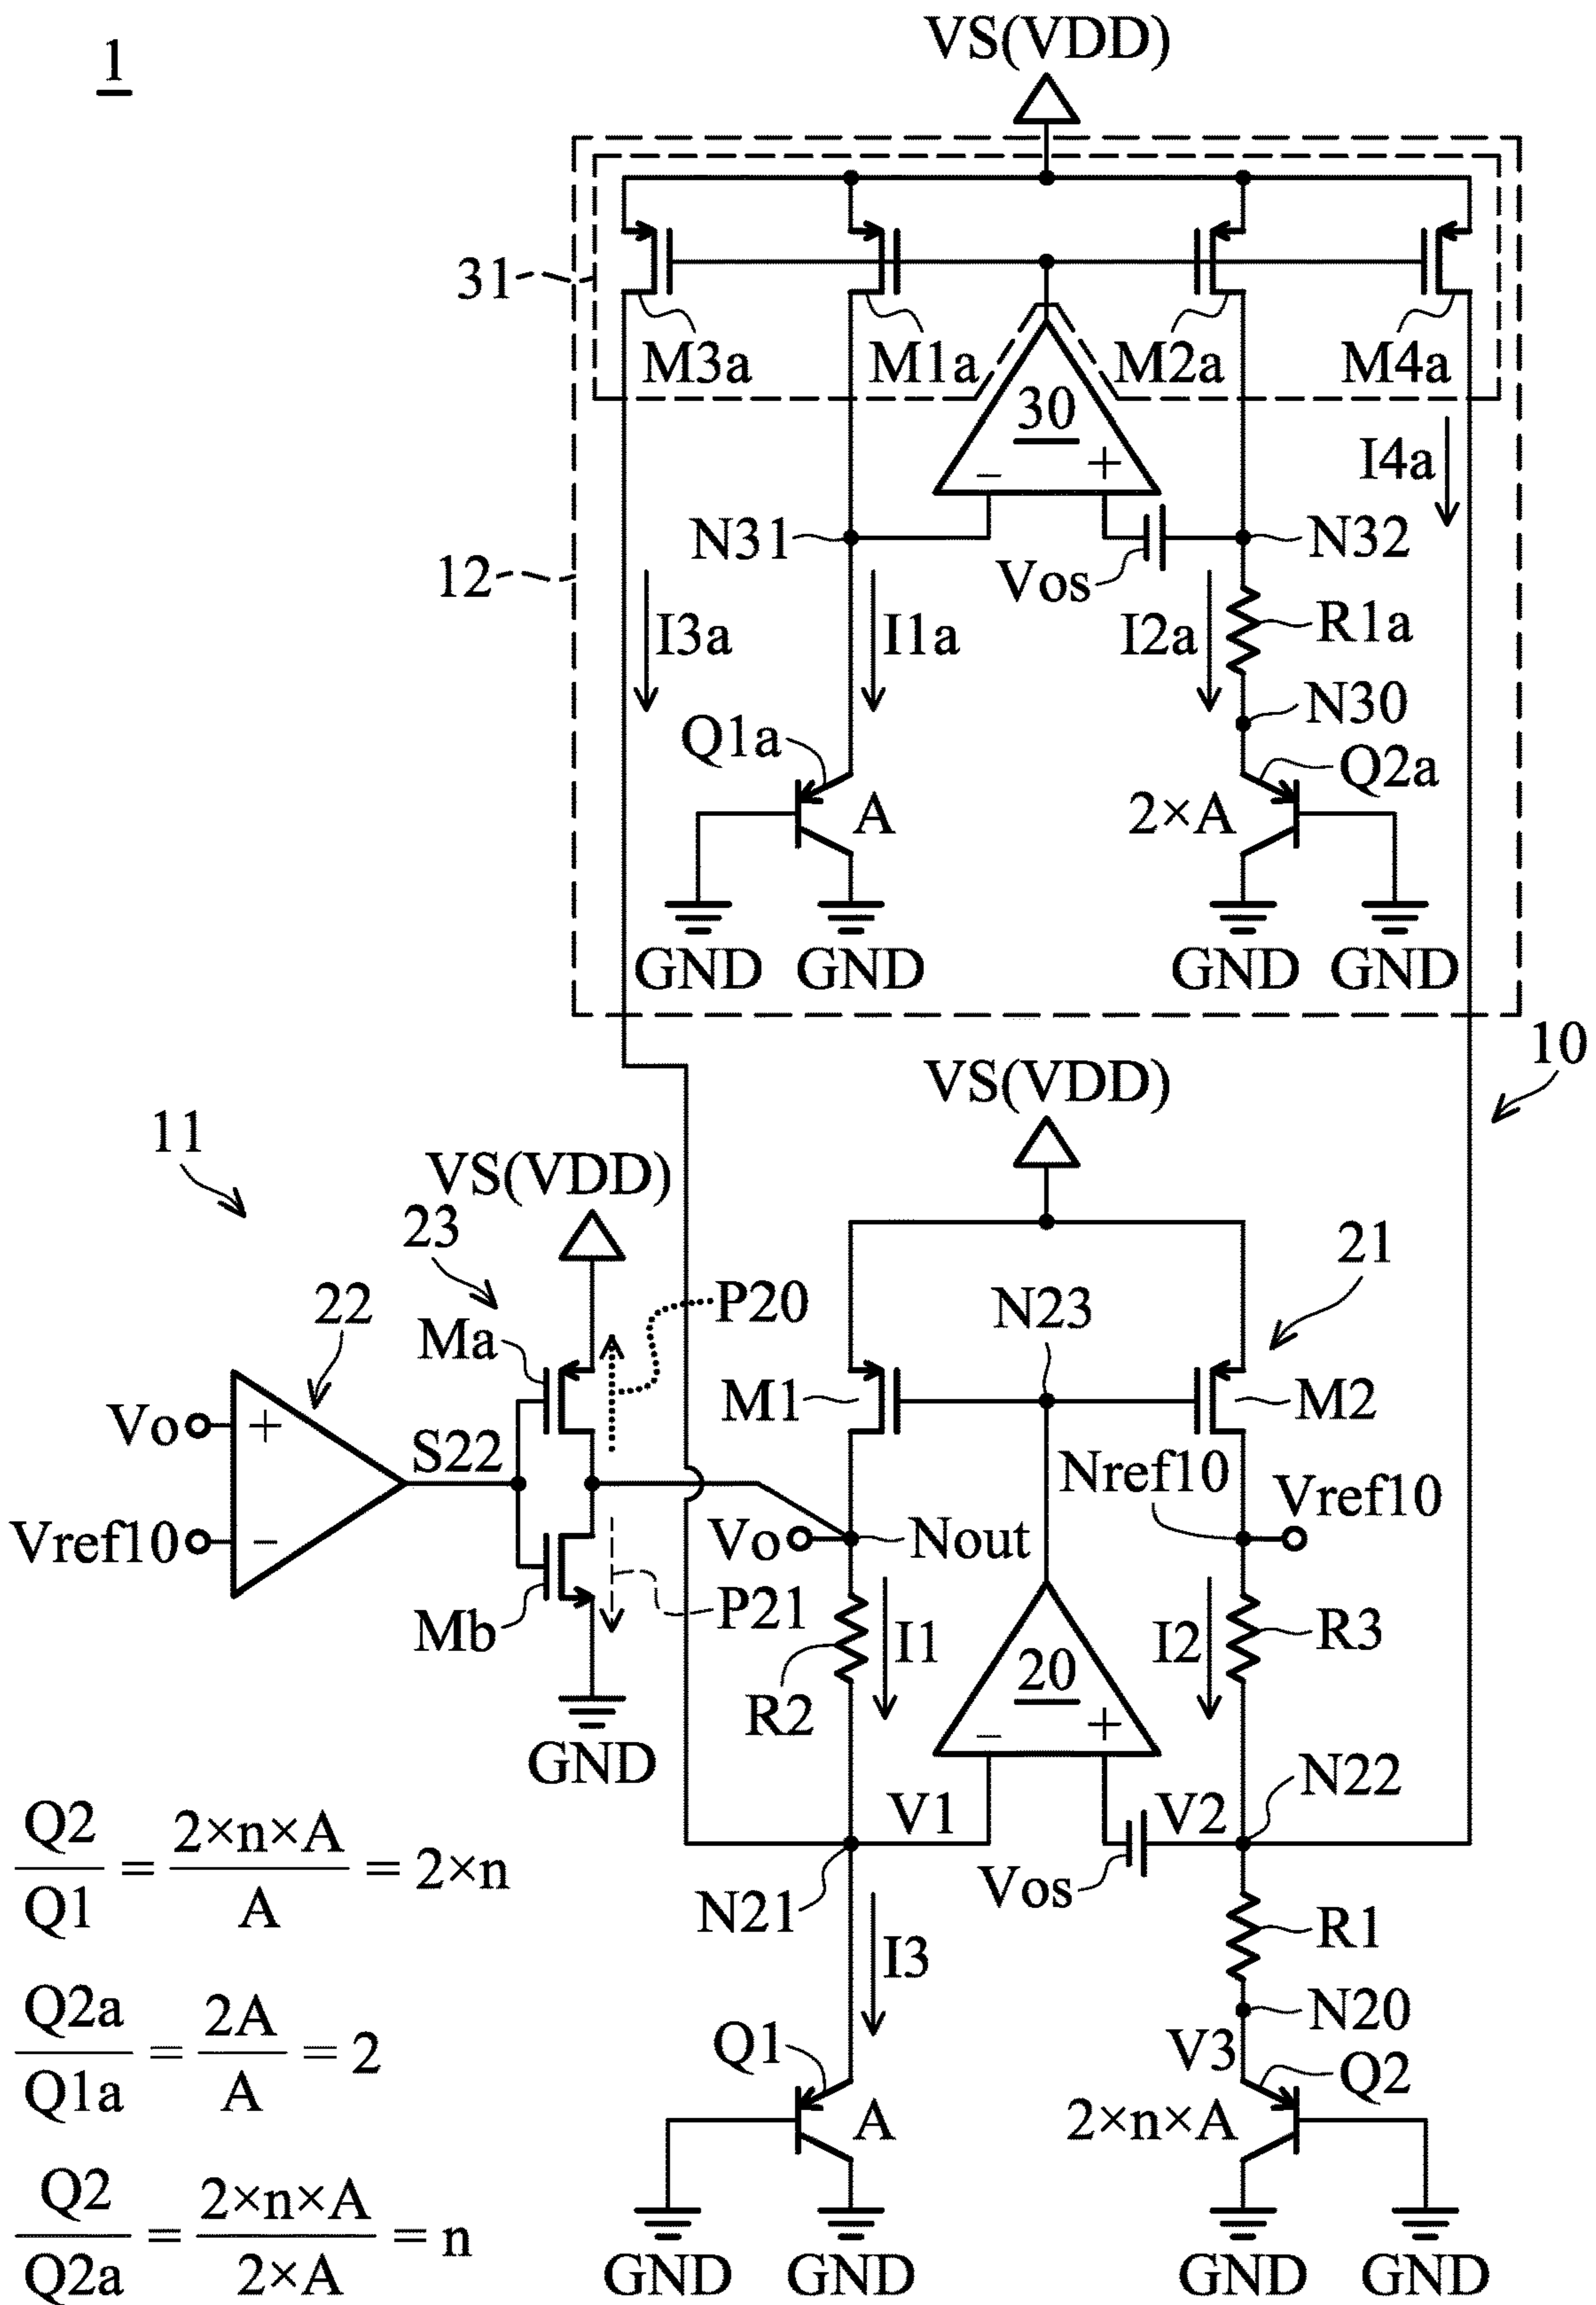 1
VS(VDD)
31
M3a
M1a
M2a
M4a
30
- +
I4a
N31
N32
Vos
12
I3a
I1a
I2a
R1a
N30
Q1a
Q2a
A
2×A
GND
GND
GND
GND
10
VS(VDD)
11
VS(VDD)
23
21
P20
N23
22
Ma
M1
M2
Vo
+
S22
Nref10
Vref10
Vref10
-
Vo
Nout
Mb
P21
I1
I2
R3
R2
20
- +
GND
N22
V1
V2
Vos
N21
R1
I3
N20
Q1
V3
Q2
A
2×n×A
GND
GND
GND
GND
Q2/Q1 = 2×n×A/A = 2×n
Q2a/Q1a = 2A/A = 2
Q2/Q2a = 2×n×A/2×A = n